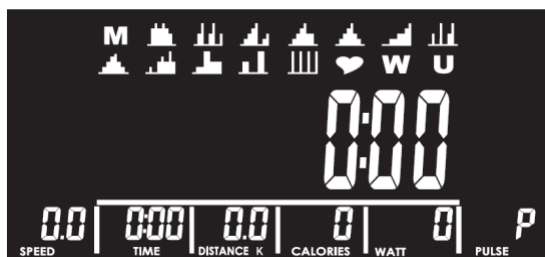 M
W U
0:00
0.0 0:00 0.0 0 0 P
SPEED TIME DISTANCE K CALORIES WATT PULSE